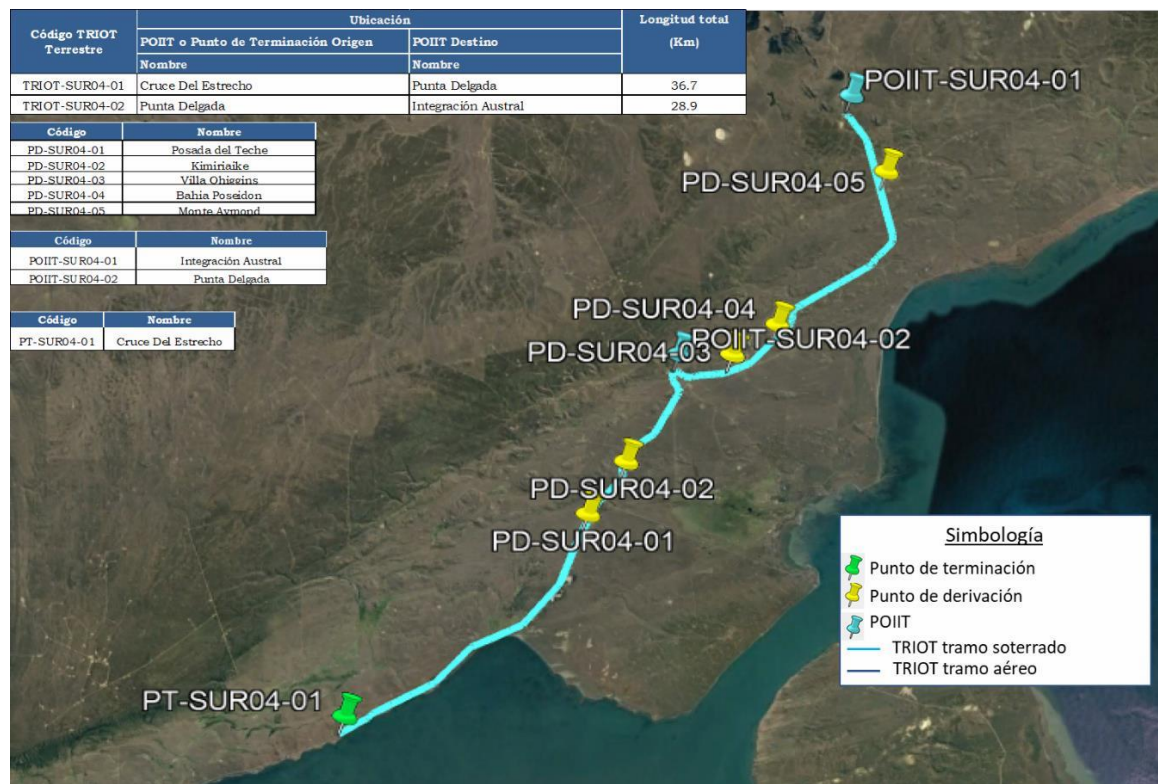 Código TRIOT Terrestre | Ubicación | Longitud total (Km)
POIIT o Punto de Terminación Origen | POIIT Destino
Nombre | Nombre
TRIOT-SUR04-01 | Cruce Del Estrecho | Punta Delgada | 36.7
TRIOT-SUR04-02 | Punta Delgada | Integración Austral | 28.9
Código | Nombre
PD-SUR04-01 | Posada del Teche
PD-SUR04-02 | Kimiriaike
PD-SUR04-03 | Villa Ohiggins
PD-SUR04-04 | Bahia Poseidon
PD-SUR04-05 | Monte Aymond
Código | Nombre
POIIT-SUR04-01 | Integración Austral
POIIT-SUR04-02 | Punta Delgada
Código | Nombre
PT-SUR04-01 | Cruce Del Estrecho
POIIT-SUR04-01
PD-SUR04-05
PD-SUR04-04
POIIT-SUR04-02
PD-SUR04-03
PD-SUR04-02
PD-SUR04-01
PT-SUR04-01
Simbología
Punto de terminación
Punto de derivación
POIIT
TRIOT tramo soterrado
TRIOT tramo aéreo